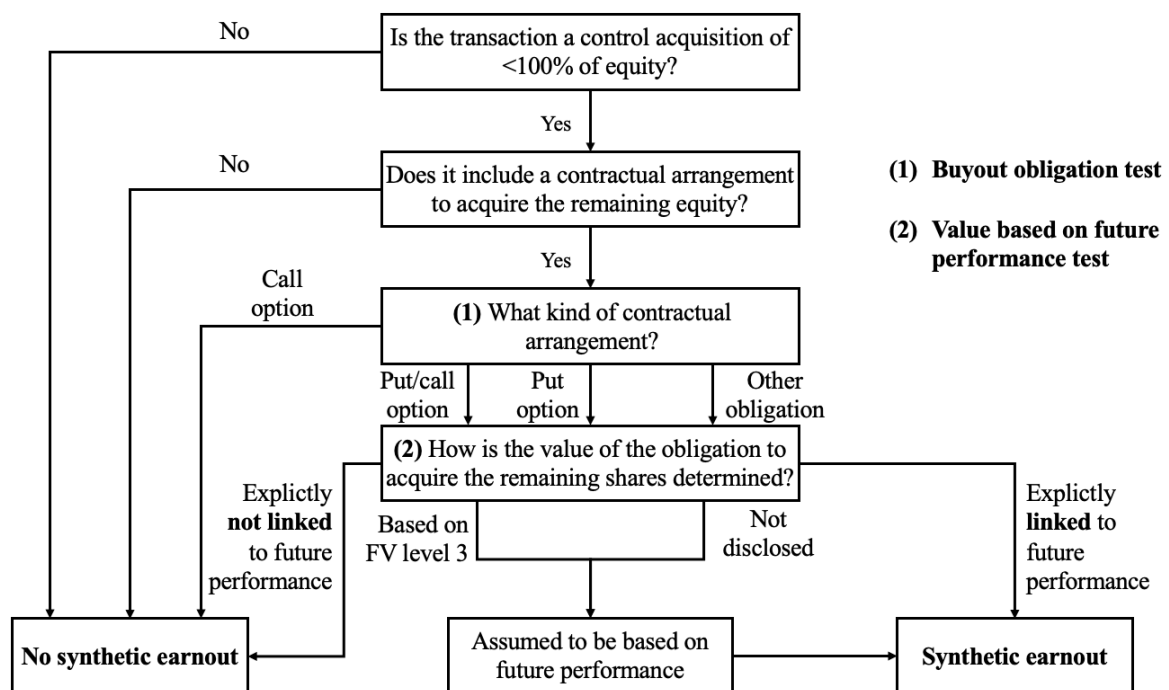 No
Is the transaction a control acquisition of
<100% of equity?
Yes
No
Does it include a contractual arrangement
to acquire the remaining equity?
(1) Buyout obligation test
(2) Value based on future
performance test
Yes
Call
option
(1) What kind of contractual
arrangement?
Put/call
option
Put
option
Other
obligation
(2) How is the value of the obligation to
acquire the remaining shares determined?
Explictly
not linked
to future
performance
Based on
FV level 3
Not
disclosed
Explictly
linked to
future
performance
No synthetic earnout
Assumed to be based on
future performance
Synthetic earnout